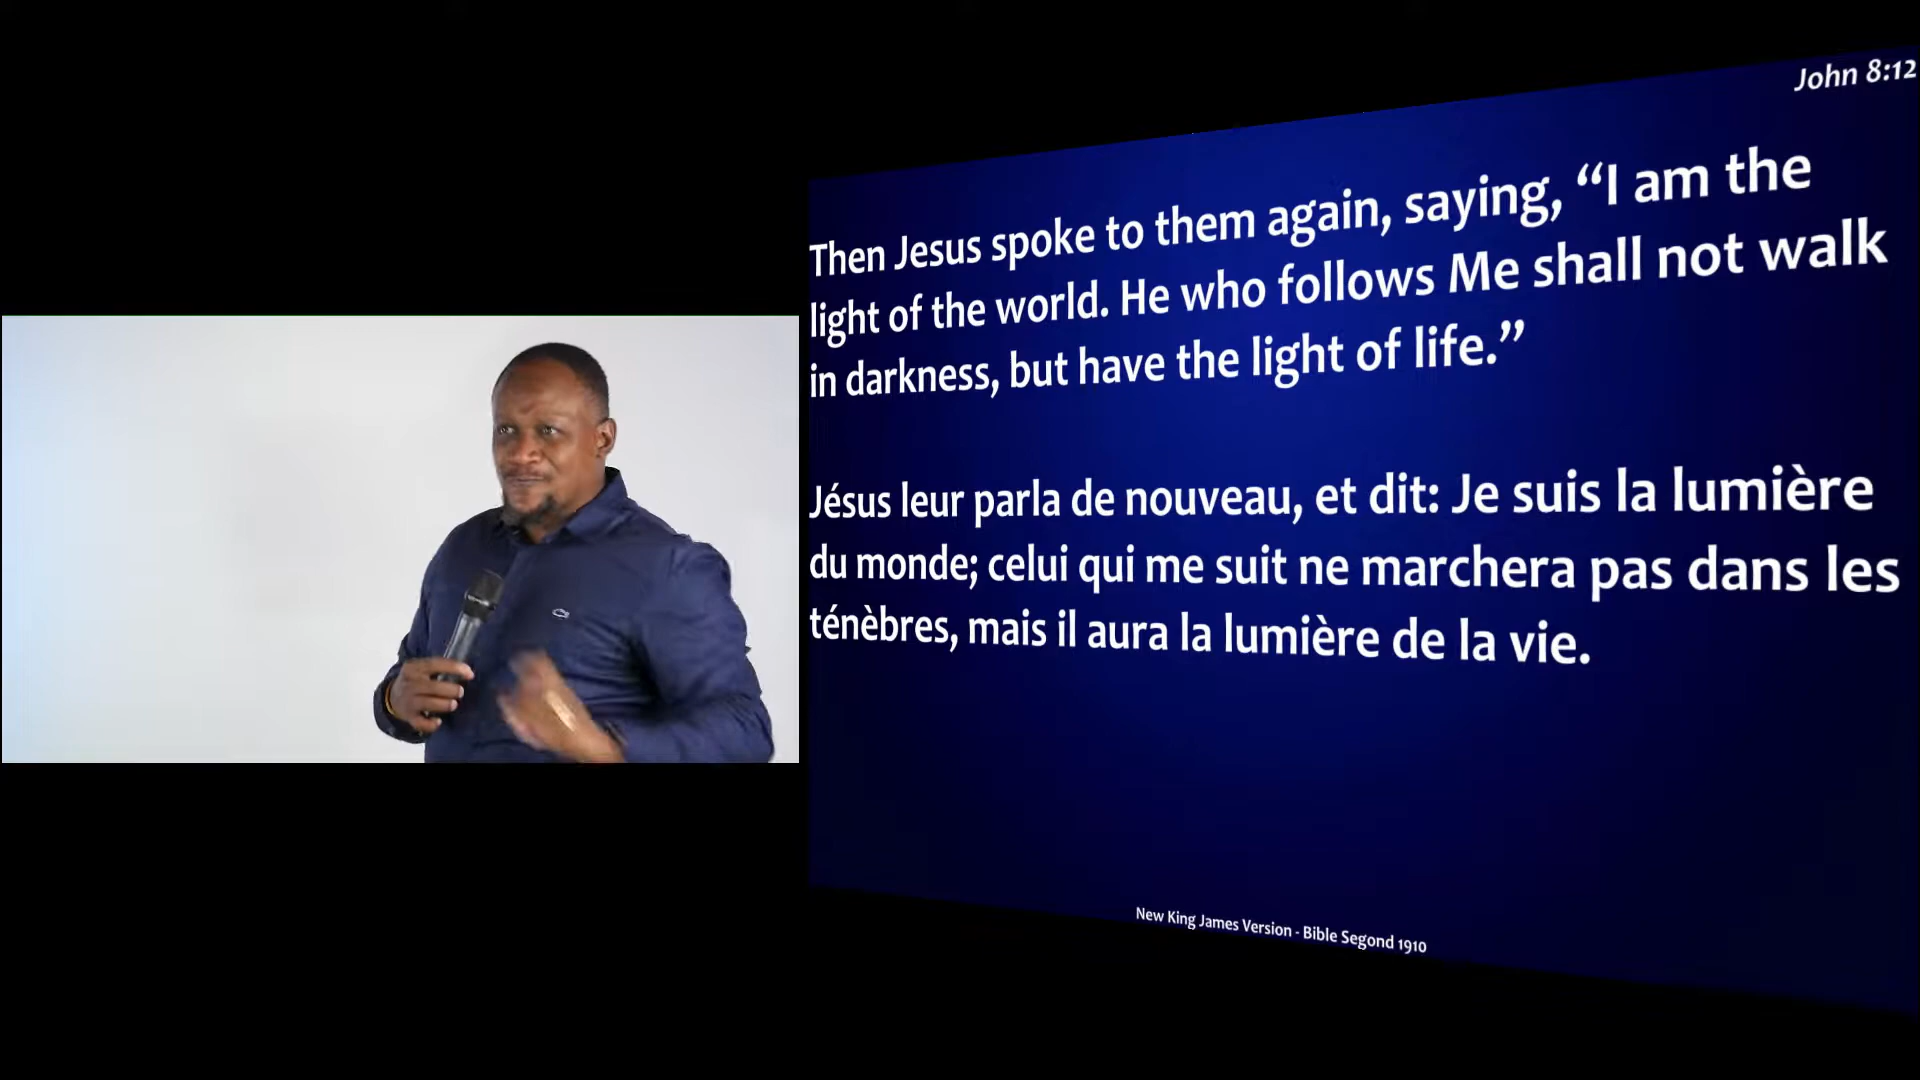 John 8:12
Then Jesus spoke to them again, saying, “I am the
light of the world. He who follows Me shall not walk
in darkness, but have the light of life.”
Jésus leur parla de nouveau, et dit: Je suis la lumière
du monde; celui qui me suit ne marchera pas dans les
ténèbres, mais il aura la lumière de la vie.
New King James Version - Bible Segond 1910